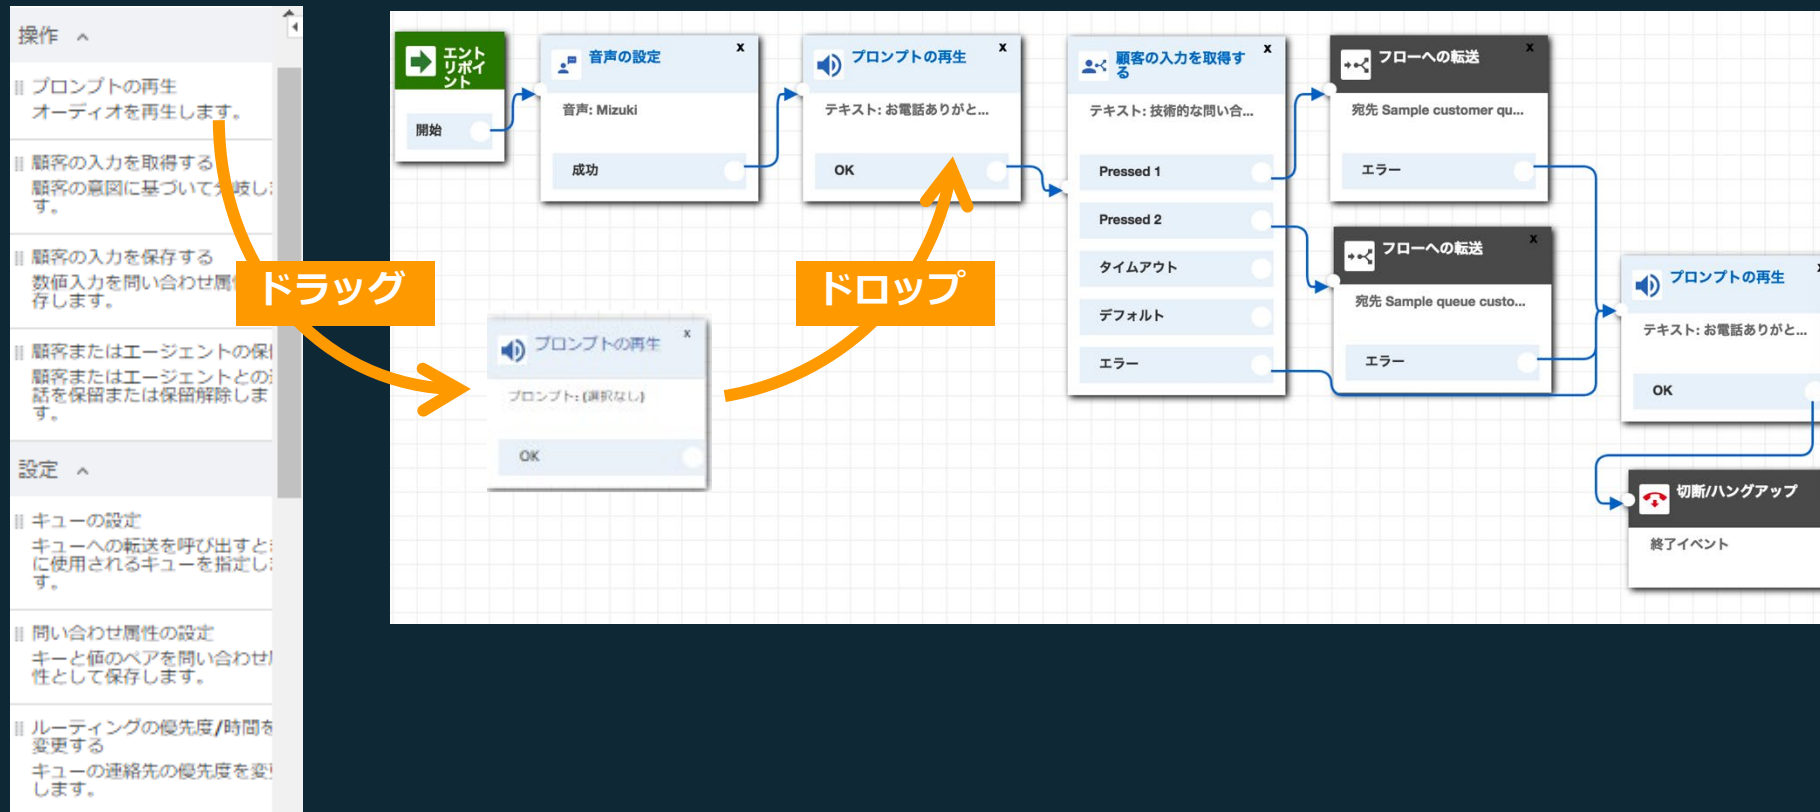 操作
プロンプトの再生
オーディオを再生します。
顧客の入力を取得する
顧客の意図に基づいて分岐し
す。
顧客の入力を保存する
数値入力を問い合わせ属
存します。
顧客またはエージェントの保
顧客またはエージェントとの
話を保留または保留解除しま
す。
設定
キューの設定
キューへの転送を呼び出すと
に使用されるキューを指定し
す。
問い合わせ属性の設定
キーと値のペアを問い合わせ
性として保存します。
ルーティングの優先度/時間を
変更する
キューの連絡先の優先度を変
します。
ドラッグ
ドロップ
エント
リポイ
ント
開始
音声の設定
x
音声: Mizuki
成功
プロンプトの再生
x
テキスト: お電話ありがと...
OK
顧客の入力を取得す
る
x
テキスト: 技術的な問い合...
Pressed 1
Pressed 2
タイムアウト
デフォルト
エラー
フローへの転送
x
宛先 Sample customer qu...
エラー
フローへの転送
x
宛先 Sample queue custo...
エラー
プロンプトの再生
x
プロンプト: (選択なし)
OK
プロンプトの再生
テキスト: お電話ありがと...
OK
切断/ハングアップ
終了イベント